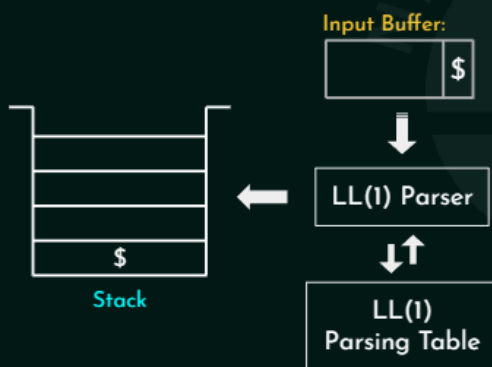 Input Buffer:
$
LL(1) Parser
$
Stack
LL(1)
Parsing Table